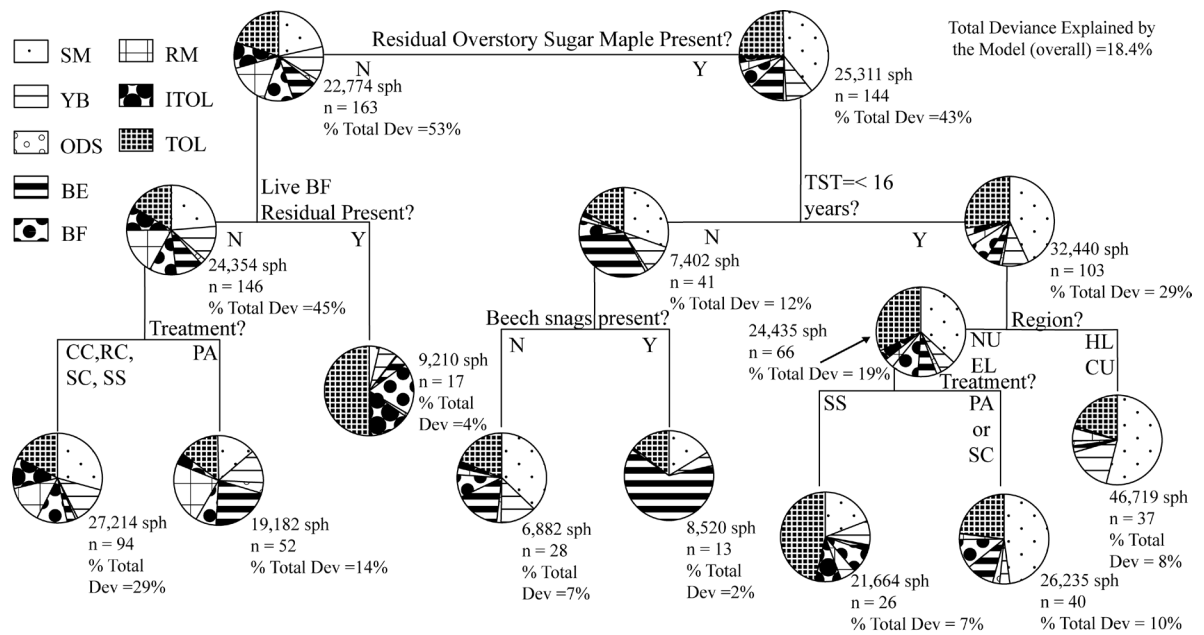 SM
YB
ODS
BE
BF
RM
ITOL
TOL
Residual Overstory Sugar Maple Present?
N
Y
Total Deviance Explained by
the Model (overall) =18.4%
22,774 sph
n = 163
% Total Dev =53%
25,311 sph
n = 144
% Total Dev =43%
Live BF
Residual Present?
N
Y
24,354 sph
n = 146
% Total Dev =45%
TST=< 16
years?
N
Y
7,402 sph
n = 41
% Total Dev = 12%
32,440 sph
n = 103
% Total Dev = 29%
Treatment?
CC,RC,
SC, SS
PA
9,210 sph
n = 17
% Total
Dev =4%
Beech snags present?
N
Y
24,435 sph
n = 66
% Total Dev = 19%
Region?
NU
EL
HL
CU
Treatment?
SS
PA
or
SC
27,214 sph
n = 94
% Total
Dev =29%
19,182 sph
n = 52
% Total Dev =14%
6,882 sph
n = 28
% Total
Dev =7%
8,520 sph
n = 13
% Total
Dev =2%
21,664 sph
n = 26
% Total Dev = 7%
26,235 sph
n = 40
% Total Dev = 10%
46,719 sph
n = 37
% Total
Dev = 8%